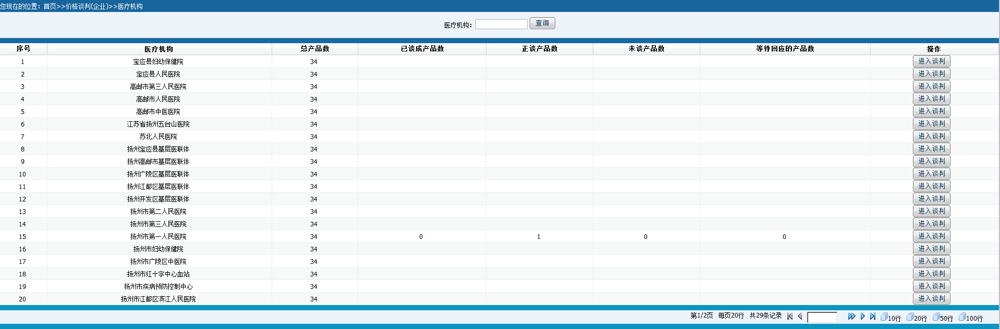 您现在的位置：首页>>价格谈判(企业)>>医疗机构
医疗机构： 查询
序号 医疗机构 总产品数 已谈成产品数 正谈产品数 未谈产品数 等待回应的产品数 操作
1 宝应县妇幼保健院 34 进入谈判
2 宝应县人民医院 34 进入谈判
3 高邮市第三人民医院 34 进入谈判
4 高邮市人民医院 34 进入谈判
5 高邮市中医医院 34 进入谈判
6 江苏省扬州五台山医院 34 进入谈判
7 苏北人民医院 34 进入谈判
8 扬州宝应县基层医联体 34 进入谈判
9 扬州高邮市基层医联体 34 进入谈判
10 扬州广陵区基层医联体 34 进入谈判
11 扬州江都区基层医联体 34 进入谈判
12 扬州开发区基层医联体 34 进入谈判
13 扬州市第二人民医院 34 进入谈判
14 扬州市第三人民医院 34 进入谈判
15 扬州市第一人民医院 34 0 1 0 0 进入谈判
16 扬州市妇幼保健院 34 进入谈判
17 扬州市广陵区中医院 34 进入谈判
18 扬州市红十字中心血站 34 进入谈判
19 扬州市疾病预防控制中心 34 进入谈判
20 扬州市江都区滨江人民医院 34 进入谈判
第1/2页 每页20行 共29条记录 10行 20行 50行 100行